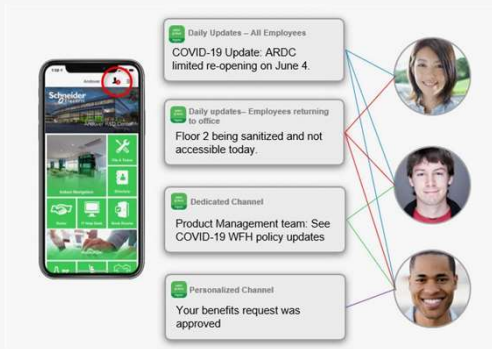 Schneider
Daily Updates – All Employees
COVID-19 Update: ARDC
limited re-opening on June 4.
Daily updates– Employees returning
to office
Floor 2 being sanitized and not
accessible today.
Dedicated Channel
Product Management team: See
COVID-19 WFH policy updates
Personalized Channel
Your benefits request was
approved